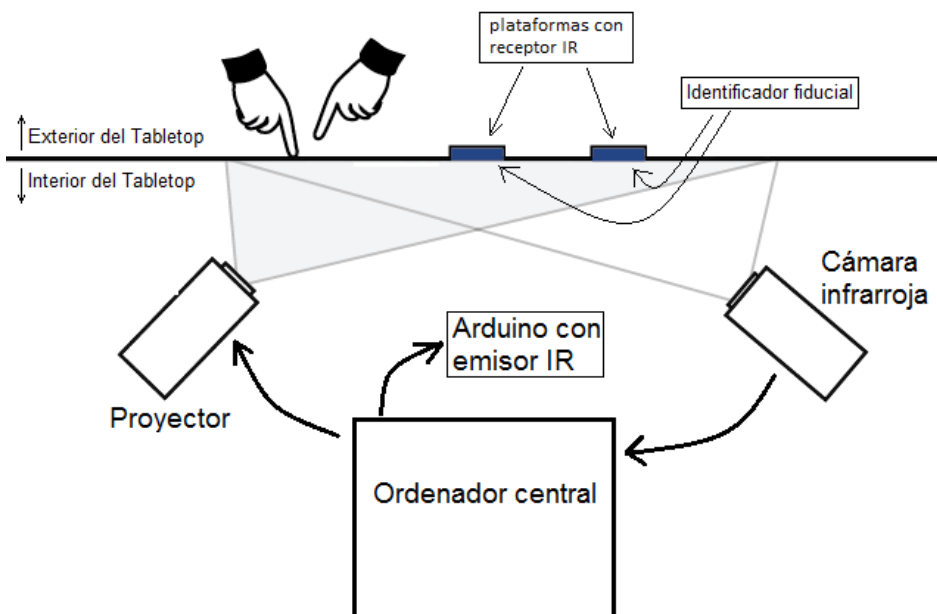 plataformas con
receptor IR
Identificador fiducial
Exterior del Tabletop
Interior del Tabletop
Cámara
infrarroja
Arduino con
emisor IR
Proyector
Ordenador central